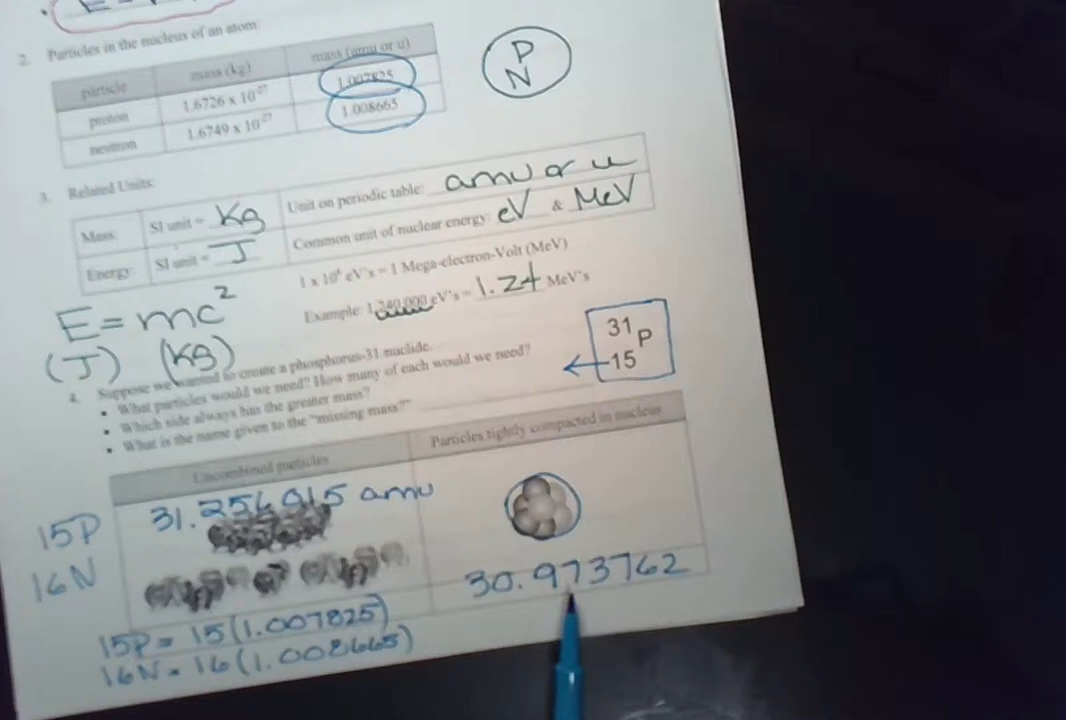 2. Particles in the nucleus of an atom:
particle mass (kg) mass (amu or u)
proton 1.6726 x 10⁻²⁷ 1.007825
neutron 1.6749 x 10⁻²⁷ 1.008665
P
N
3. Related Units:
Mass: SI unit = Kg Unit on periodic table: amu or u
Energy: SI unit = J Common unit of nuclear energy: eV & MeV
1 x 10⁶ eV's = 1 Mega-electron-Volt (MeV)
Example: 1,240,000 eV's = 1.24 MeV's
E = mc²
(J) (Kg)
31 P
15
4. Suppose we wanted to create a phosphorus-31 nuclide.
• What particles would we need? How many of each would we need?
• Which side always has the greater mass?
• What is the name given to the "missing mass?"
Uncombined particles Particles tightly compacted in nucleus
15P 31.256015 amu
16N
30.973762
15P = 15(1.007825)
16N = 16(1.008665)